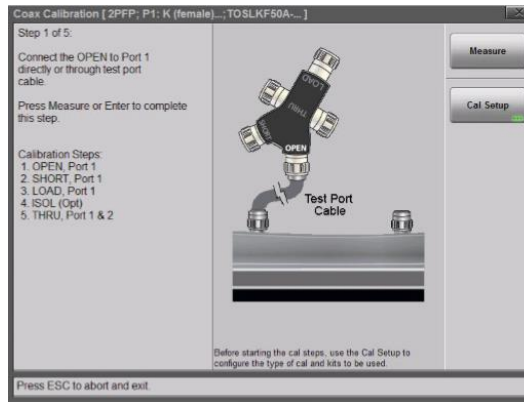 Coax Calibration [ 2PFP; P1: K (female)...;TOSLKF50A-... ]
Step 1 of 5:
Connect the OPEN to Port 1
directly or through test port
cable.
Press Measure or Enter to complete
this step.
Calibration Steps:
1. OPEN, Port 1
2. SHORT, Port 1
3. LOAD, Port 1
4. ISOL (Opt)
5. THRU, Port 1 & 2
LOAD
THRU
SHORT
OPEN
Test Port
Cable
Before starting the cal steps, use the Cal Setup to
configure the type of cal and kits to be used.
Measure
Cal Setup
Press ESC to abort and exit.